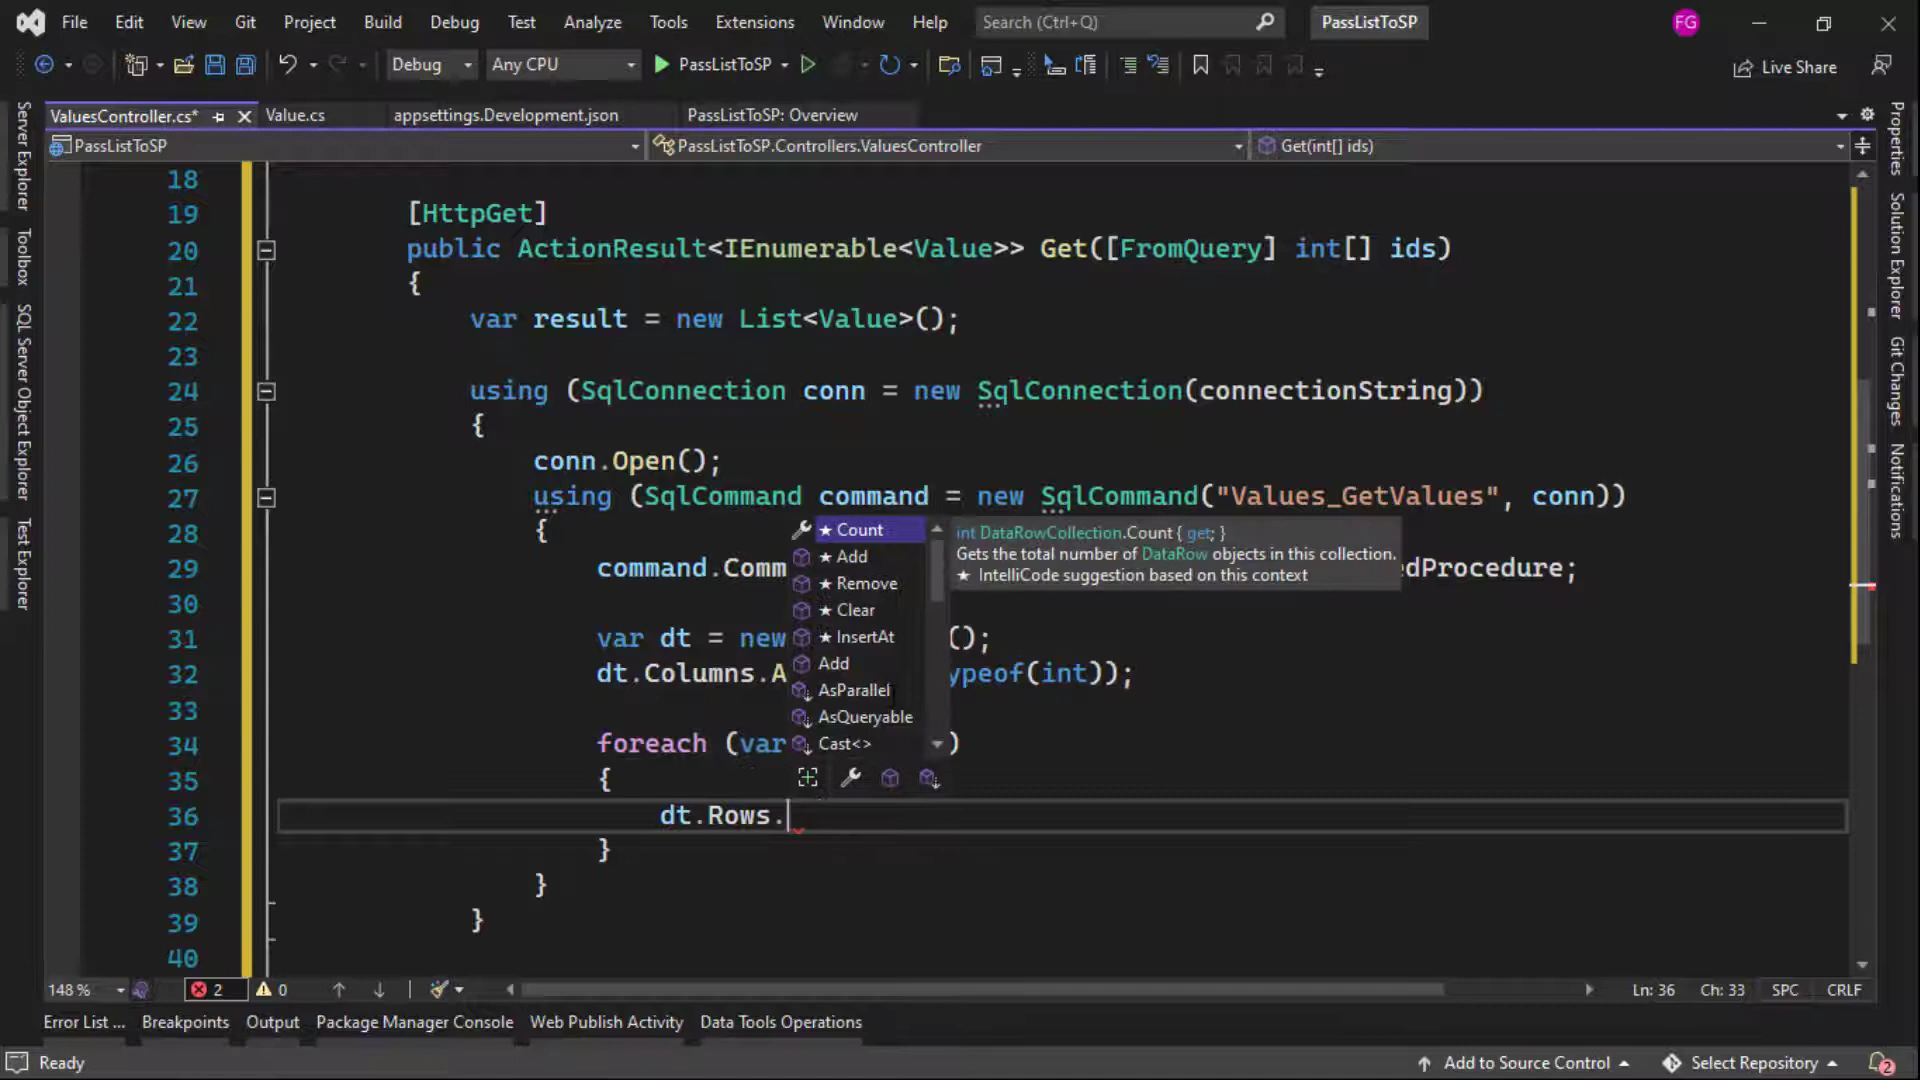 File Edit View Git Project Build Debug Test Analyze Tools Extensions Window Help Search (Ctrl+Q) PassListToSP FG
Debug Any CPU PassListToSP Live Share
ValuesController.cs* Value.cs appsettings.Development.json PassListToSP: Overview
PassListToSP PassListToSP.Controllers.ValuesController Get(int[] ids)
Server Explorer
Toolbox
SQL Server Object Explorer
Test Explorer
18
19 [HttpGet]
20 public ActionResult<IEnumerable<Value>> Get([FromQuery] int[] ids)
21 {
22 var result = new List<Value>();
23
24 using (SqlConnection conn = new SqlConnection(connectionString))
25 {
26 conn.Open();
27 using (SqlCommand command = new SqlCommand("Values_GetValues", conn))
28 {
29 command.Comm edProcedure;
30
31 var dt = new ();
32 dt.Columns.A ypeof(int));
33
34 foreach (var )
35 {
36 dt.Rows.
37 }
38 }
39 }
40
★ Count
★ Add
★ Remove
★ Clear
★ InsertAt
Add
AsParallel
AsQueryable
Cast<>
int DataRowCollection.Count { get; }
Gets the total number of DataRow objects in this collection.
★ IntelliCode suggestion based on this context
Properties
Solution Explorer
Git Changes
Notifications
148 % 2 0 Ln: 36 Ch: 33 SPC CRLF
Error List ... Breakpoints Output Package Manager Console Web Publish Activity Data Tools Operations
Ready Add to Source Control Select Repository 2